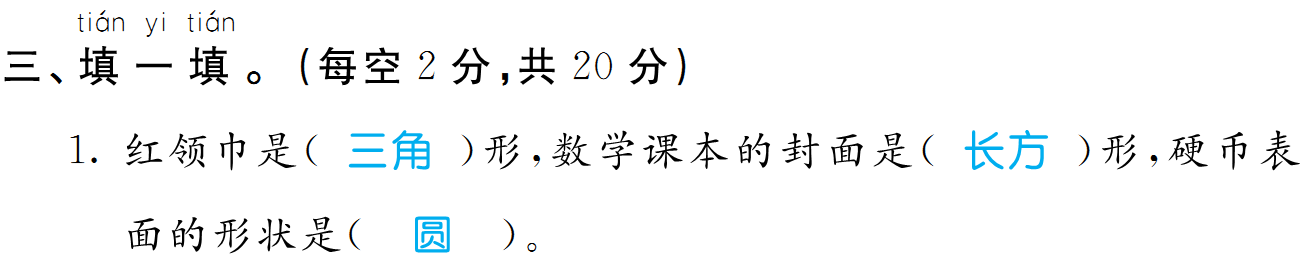 tián yi tián
三、填一填。(每空2分,共20分)
1. 红领巾是( 三角 )形,数学课本的封面是( 长方 )形,硬币表
面的形状是( 圆 )。